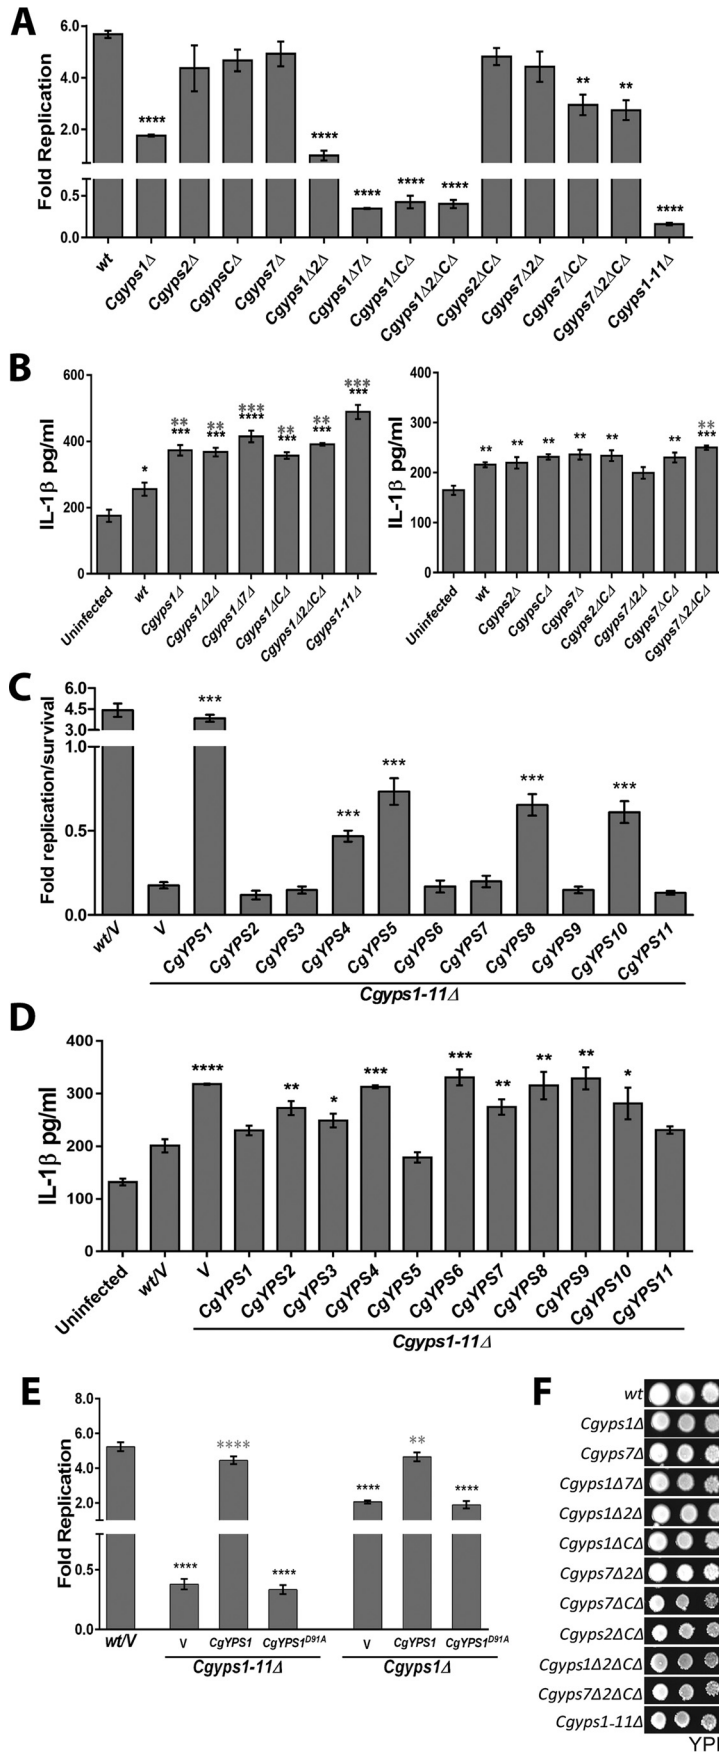 A
Fold Replication
6.0
4.0
2.0
0.5
0.0
****
****
****
****
****
**
**
****
wt
Cgyps1Δ
Cgyps2Δ
CgypsCΔ
Cgyps7Δ
Cgyps1Δ2Δ
Cgyps1Δ7Δ
Cgyps1ΔCΔ
Cgyps1Δ2ΔCΔ
Cgyps2ΔCΔ
Cgyps7Δ2Δ
Cgyps7ΔCΔ
Cgyps7Δ2ΔCΔ
Cgyps1-11Δ
B
IL-1β pg/ml
600
400
200
0
*
**
***
**
***
***
****
**
***
**
***
***
***
Uninfected
wt
Cgyps1Δ
Cgyps1Δ2Δ
Cgyps1Δ7Δ
Cgyps1ΔCΔ
Cgyps1Δ2ΔCΔ
Cgyps1-11Δ
IL-1β pg/ml
400
300
200
100
0
**
**
**
**
**
**
**
***
Uninfected
wt
Cgyps2Δ
CgypsCΔ
Cgyps7Δ
Cgyps2ΔCΔ
Cgyps7Δ2Δ
Cgyps7ΔCΔ
Cgyps7Δ2ΔCΔ
C
Fold replication/survival
6.0
4.5
3.0
1.0
0.5
0.0
***
***
***
***
***
wt/V
V
CgYPS1
CgYPS2
CgYPS3
CgYPS4
CgYPS5
CgYPS6
CgYPS7
CgYPS8
CgYPS9
CgYPS10
CgYPS11
Cgyps1-11Δ
D
IL-1β pg/ml
400
300
200
100
0
****
**
*
***
***
**
**
**
*
Uninfected
wt/V
V
CgYPS1
CgYPS2
CgYPS3
CgYPS4
CgYPS5
CgYPS6
CgYPS7
CgYPS8
CgYPS9
CgYPS10
CgYPS11
Cgyps1-11Δ
E
Fold Replication
8.0
6.0
4.0
2.0
0.5
0.0
****
****
****
****
**
****
wt/V
V
CgYPS1
CgYPS1D91A
V
CgYPS1
CgYPS1D91A
Cgyps1-11Δ
Cgyps1Δ
F
wt
Cgyps1Δ
Cgyps7Δ
Cgyps1Δ7Δ
Cgyps1Δ2Δ
Cgyps1ΔCΔ
Cgyps7Δ2Δ
Cgyps7ΔCΔ
Cgyps2ΔCΔ
Cgyps1Δ2ΔCΔ
Cgyps7Δ2ΔCΔ
Cgyps1-11Δ